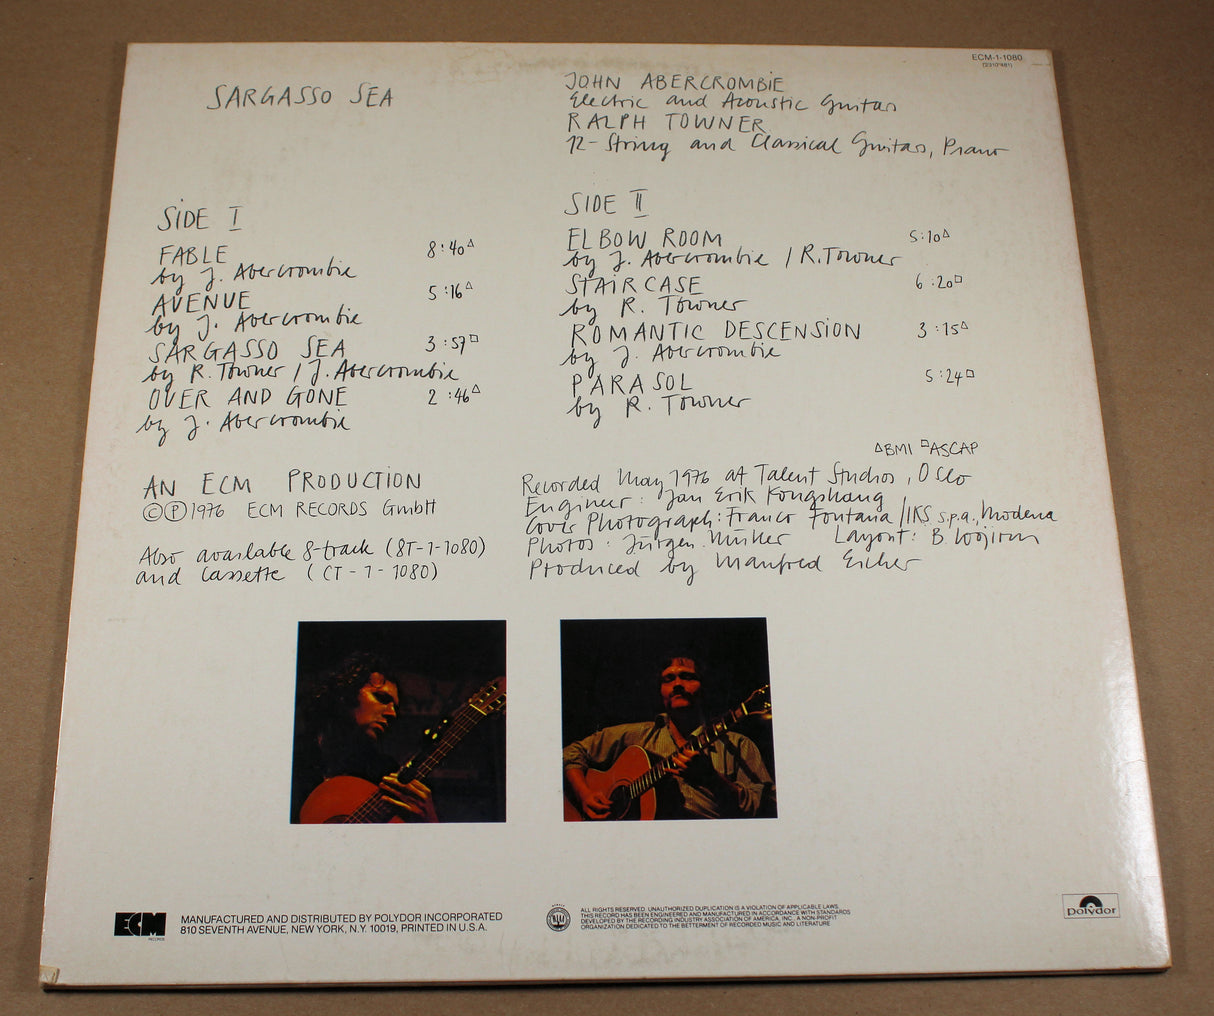 ECM-1-1080
(2310*481)
SARGASSO SEA
JOHN ABERCROMBIE
Electric and Acoustic Guitars
RALPH TOWNER
12-String and Classical Guitars, Piano
SIDE I
FABLE 8:40△
by J. Abercrombie
AVENUE 5:16△
by J. Abercrombie
SARGASSO SEA 3:57□
by R. Towner / J. Abercrombie
OVER AND GONE 2:46△
by J. Abercrombie
SIDE II
ELBOW ROOM 5:10△
by J. Abercrombie / R. Towner
STAIRCASE 6:20□
by R. Towner
ROMANTIC DESCENSION 3:15△
by J. Abercrombie
PARASOL 5:24□
by R. Towner
△BMI □ASCAP
AN ECM PRODUCTION
©℗1976 ECM RECORDS GmbH
Also available 8-track (8T-1-1080)
and Cassette (CT-1-1080)
Recorded May 1976 at Talent Studios, Oslo
Engineer: Jan Erik Kongshaug
Cover Photograph: Franco Fontana / IKS s.p.a., Modena
Photos: Jürgen Müller Layout: B. Wojirsch
Produced by Manfred Eicher
ECM
RECORDS
MANUFACTURED AND DISTRIBUTED BY POLYDOR INCORPORATED
810 SEVENTH AVENUE, NEW YORK, N.Y. 10019, PRINTED IN U.S.A.
ALL RIGHTS RESERVED. UNAUTHORIZED DUPLICATION IS A VIOLATION OF APPLICABLE LAWS.
THIS RECORD HAS BEEN ENGINEERED AND MANUFACTURED IN ACCORDANCE WITH STANDARDS
DEVELOPED BY THE RECORDING INDUSTRY ASSOCIATION OF AMERICA, INC., A NON-PROFIT
ORGANIZATION DEDICATED TO THE BETTERMENT OF RECORDED MUSIC AND LITERATURE
polydor